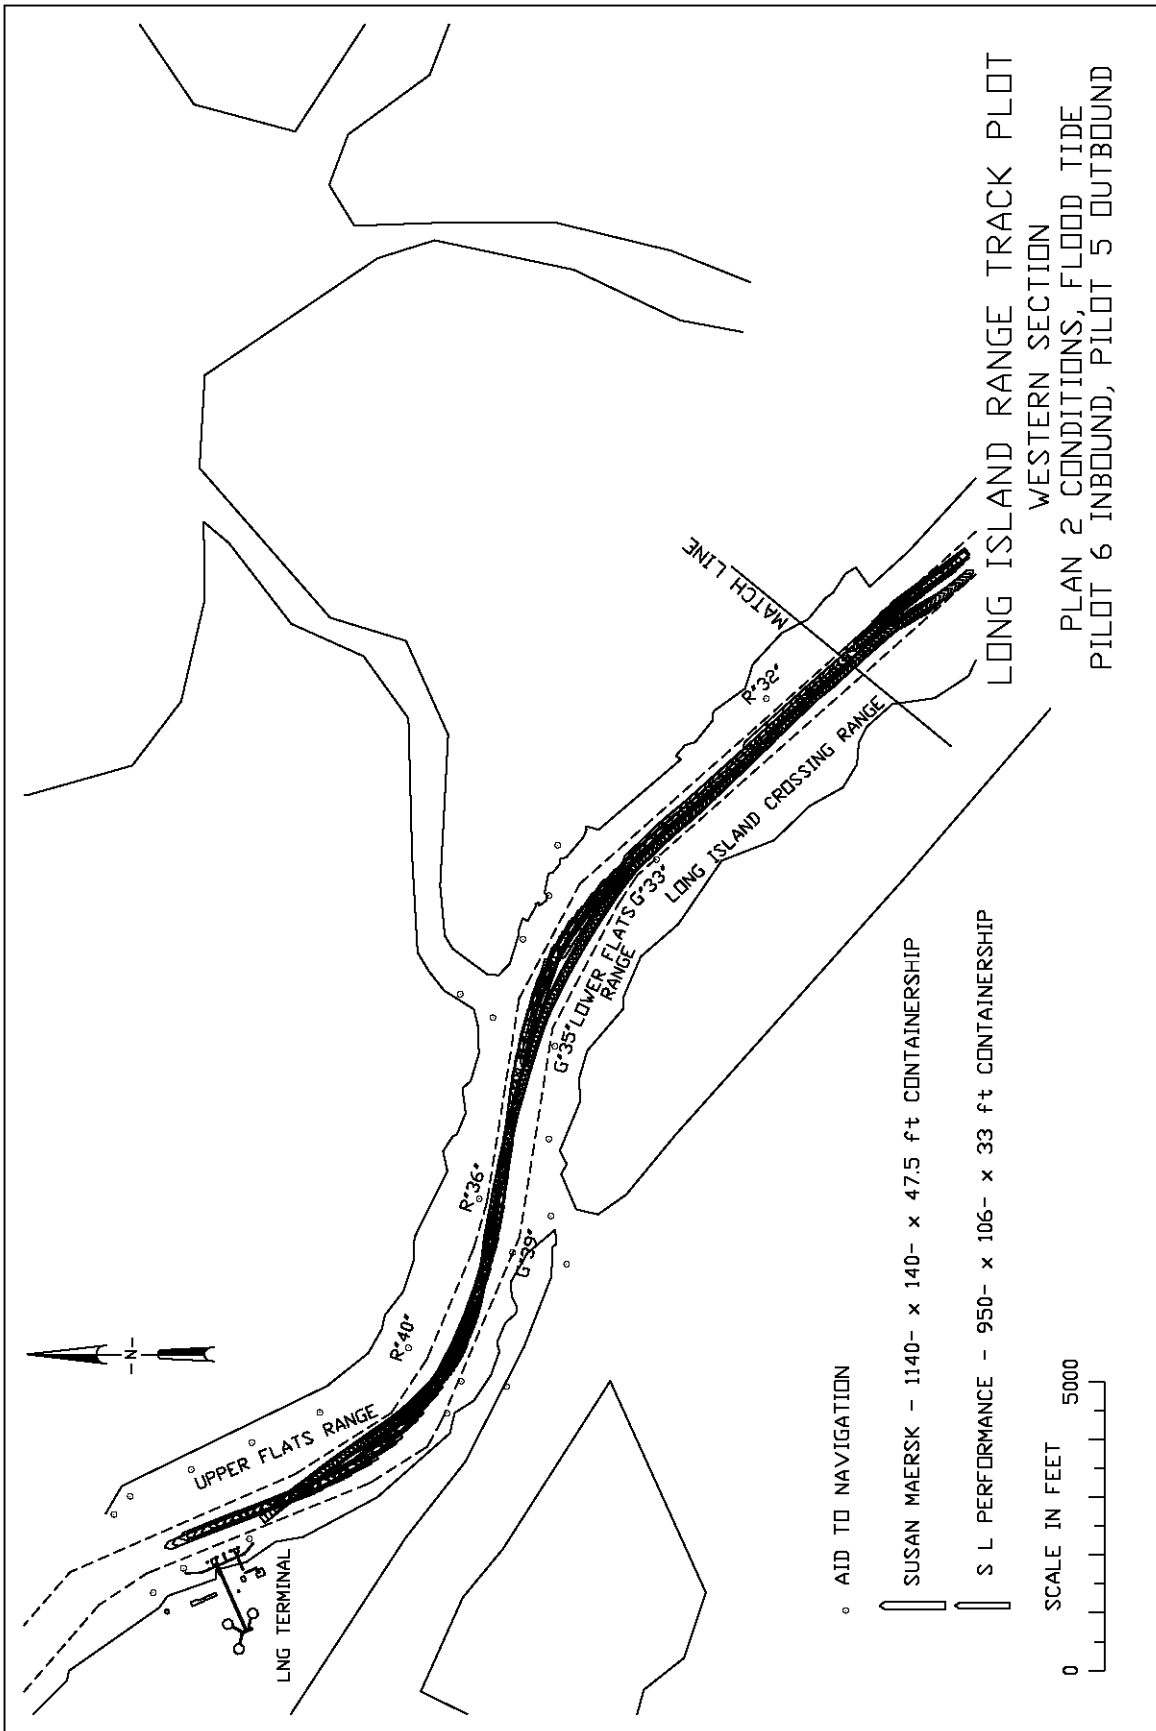 LONG ISLAND RANGE TRACK PLOT
WESTERN SECTION
PLAN 2 CONDITIONS, FLOOD TIDE
PILOT 6 INBOUND, PILOT 5 OUTBOUND
-N-
UPPER FLATS RANGE
LNG TERMINAL
R"40"
G"39"
R"36"
G"35"
LOWER FLATS
RANGE
G"33"
LONG ISLAND CROSSING RANGE
R"32"
MATCH LINE
AID TO NAVIGATION
SUSAN MAERSK - 1140- x 140- x 47.5 ft CONTAINERSHIP
S L PERFORMANCE - 950- x 106- x 33 ft CONTAINERSHIP
SCALE IN FEET
0 5000